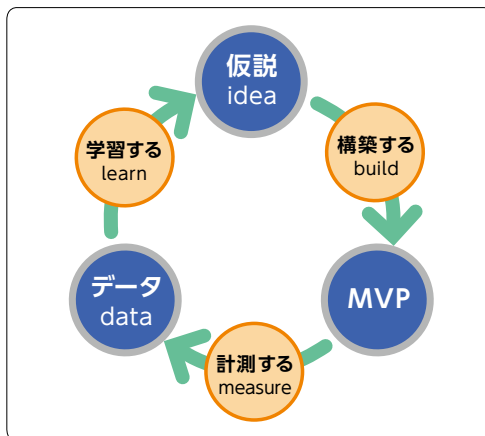 仮説
idea
構築する
build
MVP
計測する
measure
データ
data
学習する
learn